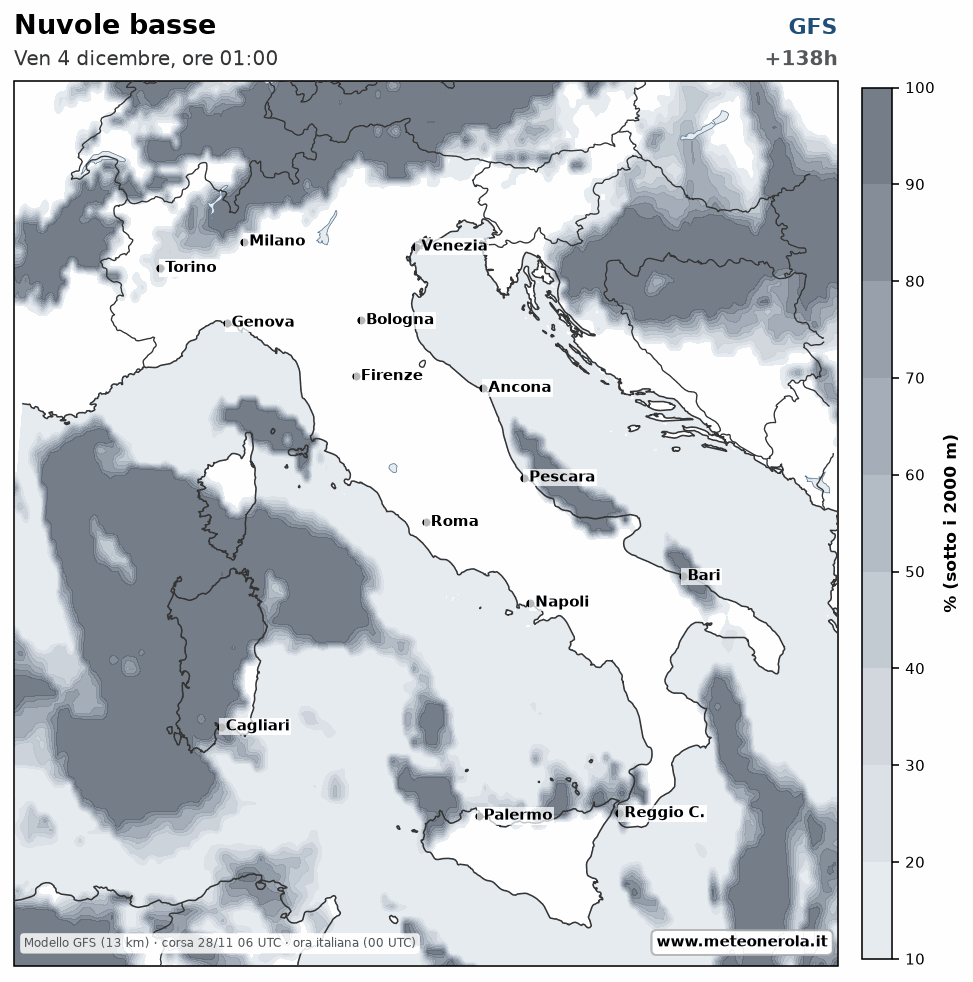 Nuvole basse
GFS
Ven 4 dicembre, ore 01:00
+138h
100
90
80
70
60
50
40
30
20
10
% (sotto i 2000 m)
Milano
Venezia
Torino
Genova
Bologna
Firenze
Ancona
Pescara
Roma
Bari
Napoli
Cagliari
Palermo
Reggio C.
Modello GFS (13 km) · corsa 28/11 06 UTC · ora italiana (00 UTC)
www.meteonerola.it